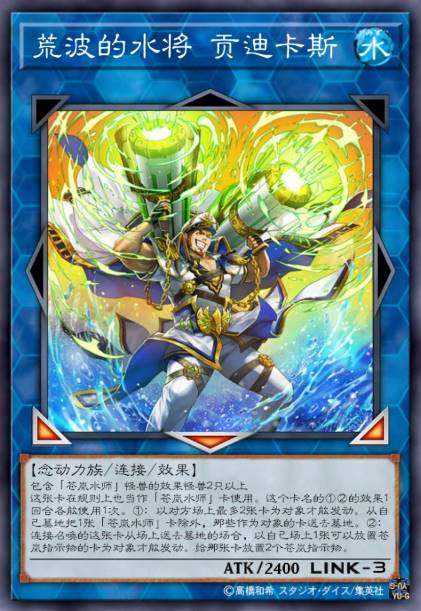 荒波的水将 贡迪卡斯
水
【念动力族/连接/效果】
包含「苍岚水师」怪兽的效果怪兽2只以上
这张卡在规则上也当作「苍岚水师」卡使用。这个卡名的①②的效果1
回合各能使用1次。①：以对方场上最多2张卡为对象才能发动。从自
己墓地把1张「苍岚水师」卡除外，那些作为对象的卡送去墓地。②：
连接召唤的这张卡从场上送去墓地的场合，以自己场上1张可以放置苍
岚指示物的卡为对象才能发动。给那张卡放置2个苍岚指示物。
ATK/2400 LINK-3
©高橋和希 スタジオ・ダイス/集英社